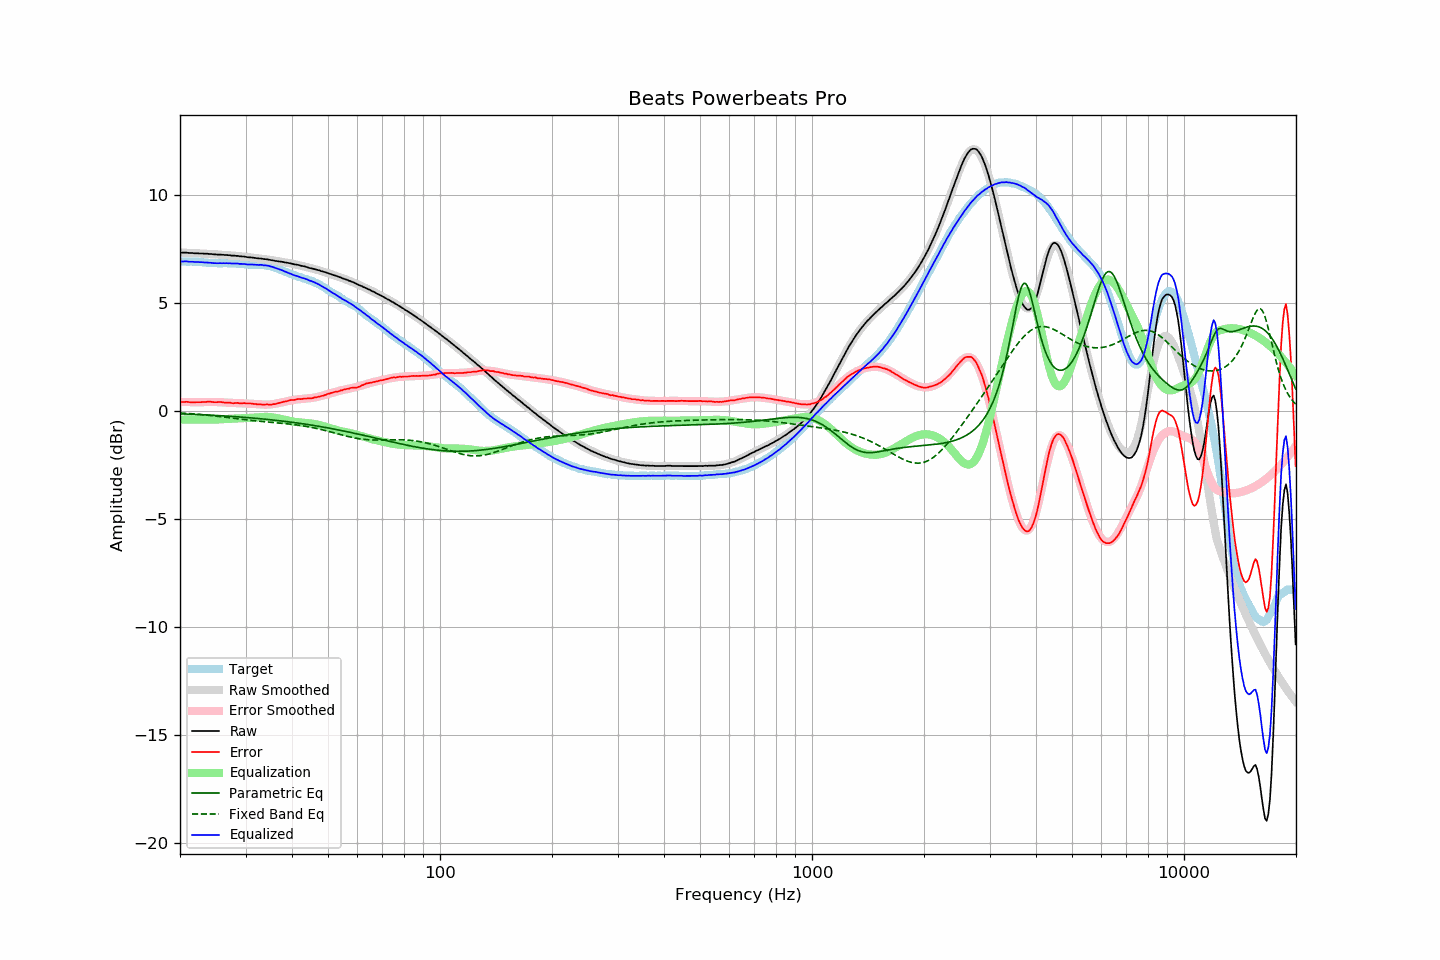 Beats Powerbeats Pro
Amplitude (dBr)
10
5
0
−5
−10
−15
−20
Target
Raw Smoothed
Error Smoothed
Raw
Error
Equalization
Parametric Eq
Fixed Band Eq
Equalized
100 1000 10000
Frequency (Hz)